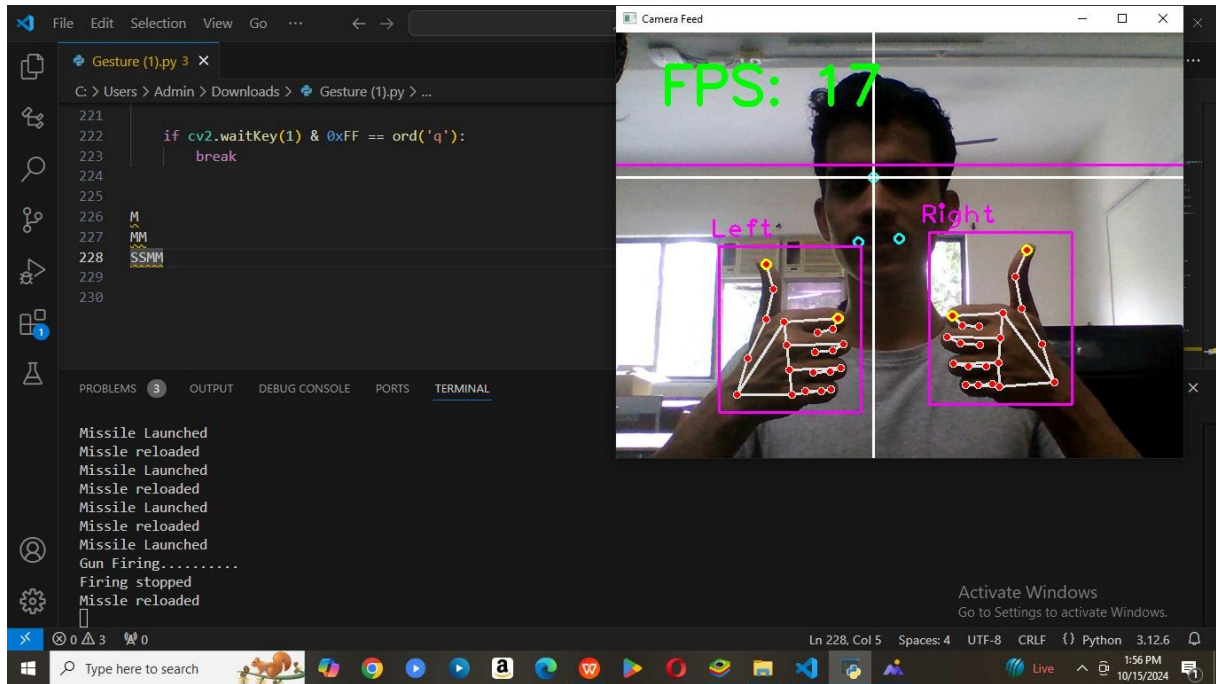 File Edit Selection View Go ...
Camera Feed
Gesture (1).py 3
C: > Users > Admin > Downloads > Gesture (1).py > ...
221
222 if cv2.waitKey(1) & 0xFF == ord('q'):
223 break
224
225
226 M
227 MM
228 SSMM
229
230
FPS: 17
Left
Right
1
PROBLEMS 3 OUTPUT DEBUG CONSOLE PORTS TERMINAL
Missile Launched
Missle reloaded
Missile Launched
Missle reloaded
Missile Launched
Missle reloaded
Missile Launched
Gun Firing..........
Firing stopped
Missle reloaded
Activate Windows
Go to Settings to activate Windows.
0 3 0 Ln 228, Col 5 Spaces: 4 UTF-8 CRLF {} Python 3.12.6
Type here to search a Live 1:56 PM
10/15/2024 1